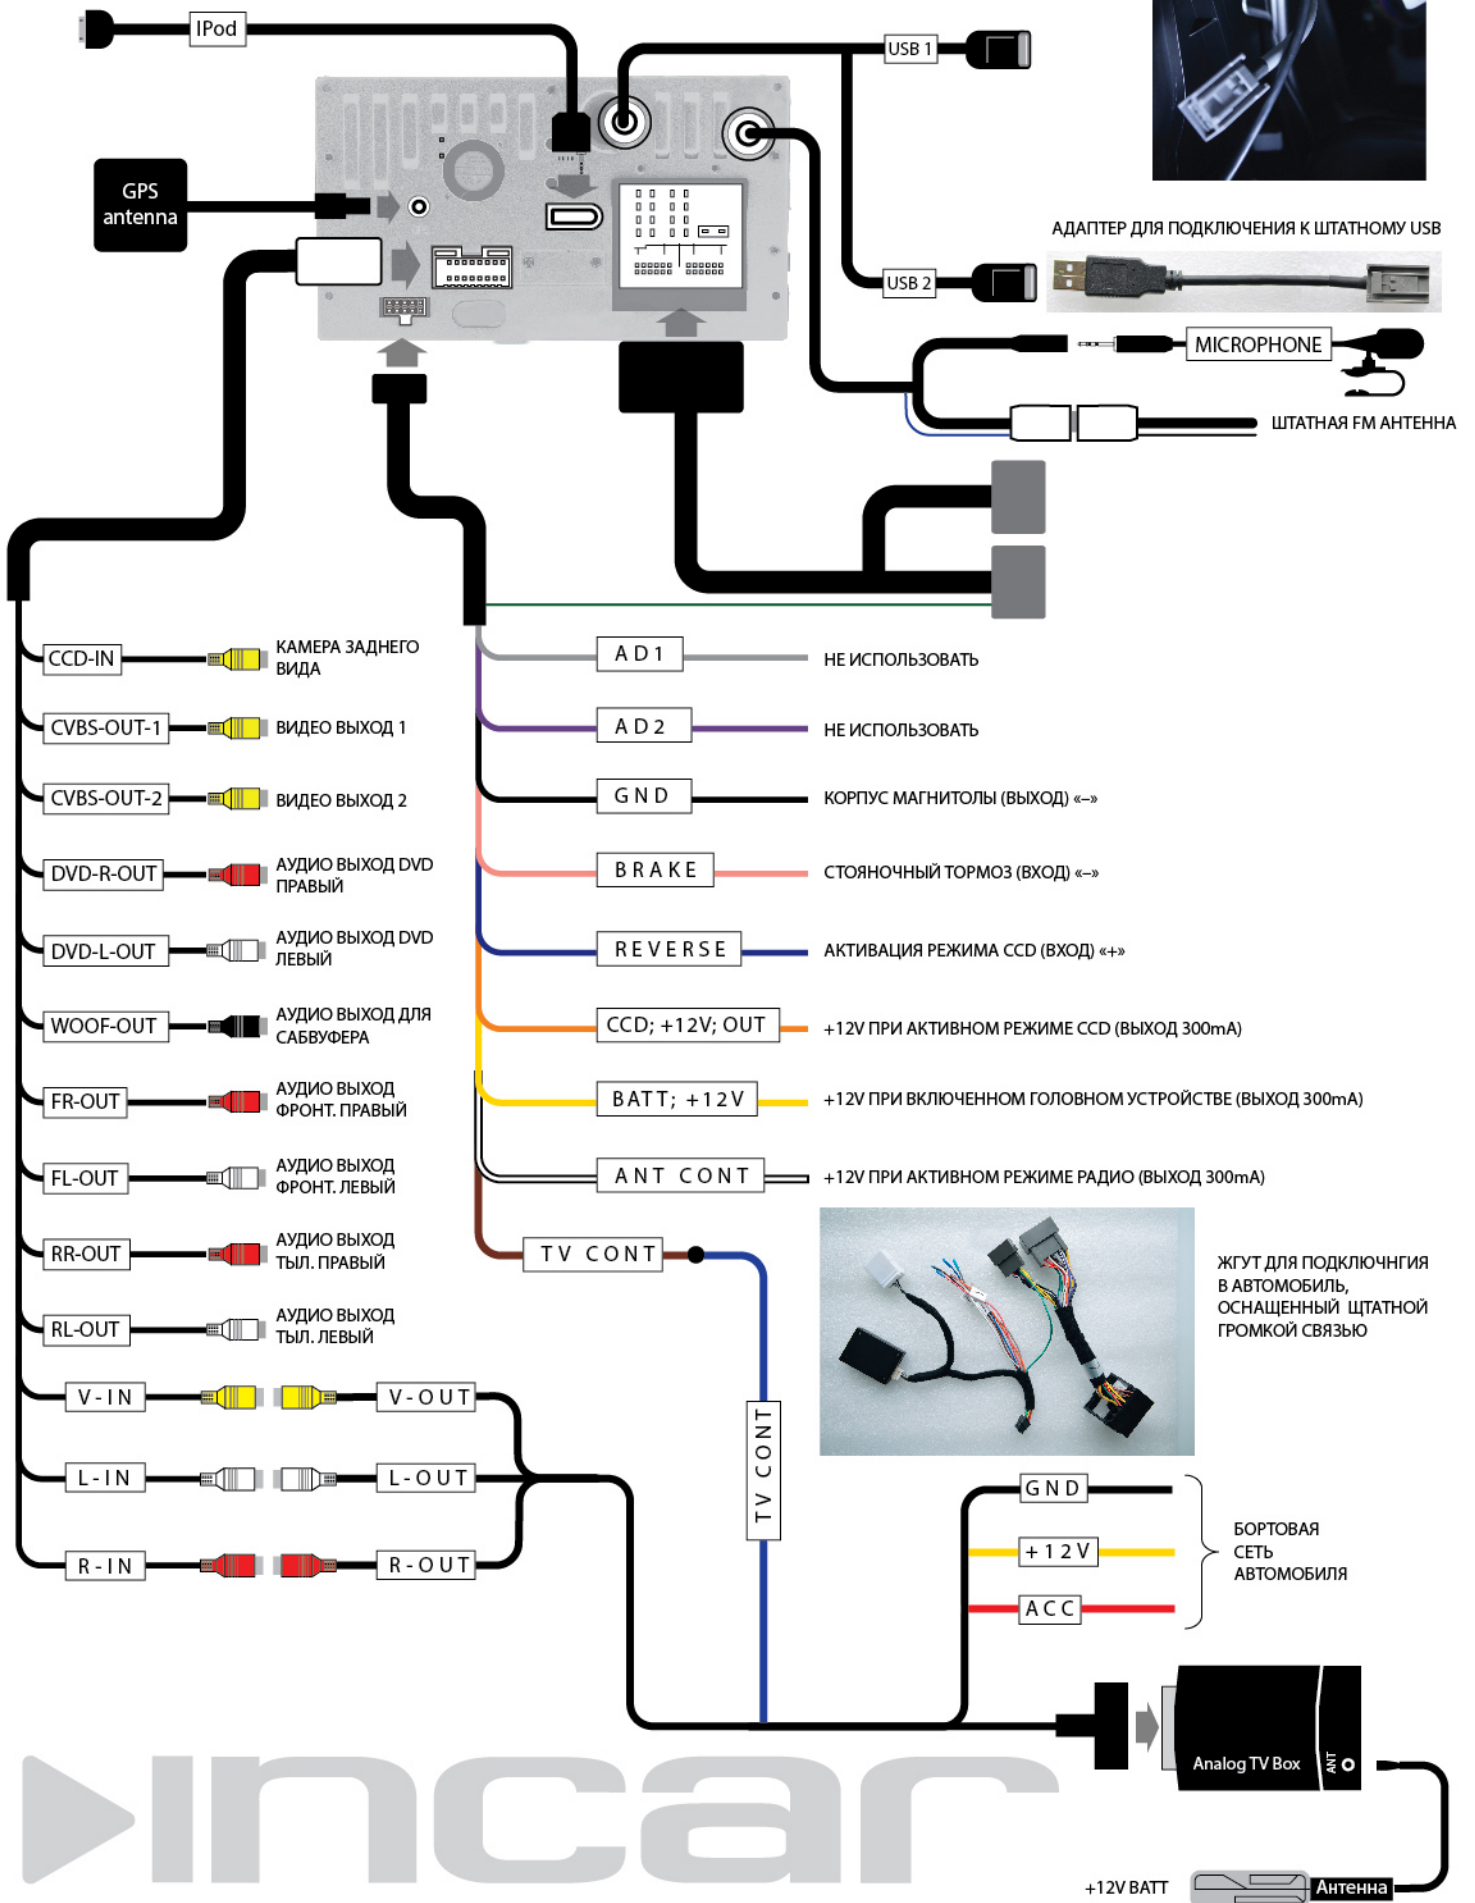 IPod
USB 1
GPS
antenna
АДАПТЕР ДЛЯ ПОДКЛЮЧЕНИЯ К ШТАТНОМУ USB
USB 2
MICROPHONE
ШТАТНАЯ FM АНТЕННА
CCD-IN
КАМЕРА ЗАДНЕГО
ВИДА
CVBS-OUT-1
ВИДЕО ВЫХОД 1
CVBS-OUT-2
ВИДЕО ВЫХОД 2
DVD-R-OUT
АУДИО ВЫХОД DVD
ПРАВЫЙ
DVD-L-OUT
АУДИО ВЫХОД DVD
ЛЕВЫЙ
WOOF-OUT
АУДИО ВЫХОД ДЛЯ
САБВУФЕРА
FR-OUT
АУДИО ВЫХОД
ФРОНТ. ПРАВЫЙ
FL-OUT
АУДИО ВЫХОД
ФРОНТ. ЛЕВЫЙ
RR-OUT
АУДИО ВЫХОД
ТЫЛ. ПРАВЫЙ
RL-OUT
АУДИО ВЫХОД
ТЫЛ. ЛЕВЫЙ
V-IN
V-OUT
L-IN
L-OUT
R-IN
R-OUT
AD1
НЕ ИСПОЛЬЗОВАТЬ
AD2
НЕ ИСПОЛЬЗОВАТЬ
GND
КОРПУС МАГНИТОЛЫ (ВЫХОД) «–»
BRAKE
СТОЯНОЧНЫЙ ТОРМОЗ (ВХОД) «–»
REVERSE
АКТИВАЦИЯ РЕЖИМА CCD (ВХОД) «+»
CCD; +12V; OUT
+12V ПРИ АКТИВНОМ РЕЖИМЕ CCD (ВЫХОД 300mA)
BATT; +12V
+12V ПРИ ВКЛЮЧЕННОМ ГОЛОВНОМ УСТРОЙСТВЕ (ВЫХОД 300mA)
ANT CONT
+12V ПРИ АКТИВНОМ РЕЖИМЕ РАДИО (ВЫХОД 300mA)
TV CONT
TV CONT
ЖГУТ ДЛЯ ПОДКЛЮЧНГИЯ
В АВТОМОБИЛЬ,
ОСНАЩЕННЫЙ ЩТАТНОЙ
ГРОМКОЙ СВЯЗЬЮ
GND
+12V
ACC
БОРТОВАЯ
СЕТЬ
АВТОМОБИЛЯ
Analog TV Box
ANT
incar
+12V BATT
Антенна